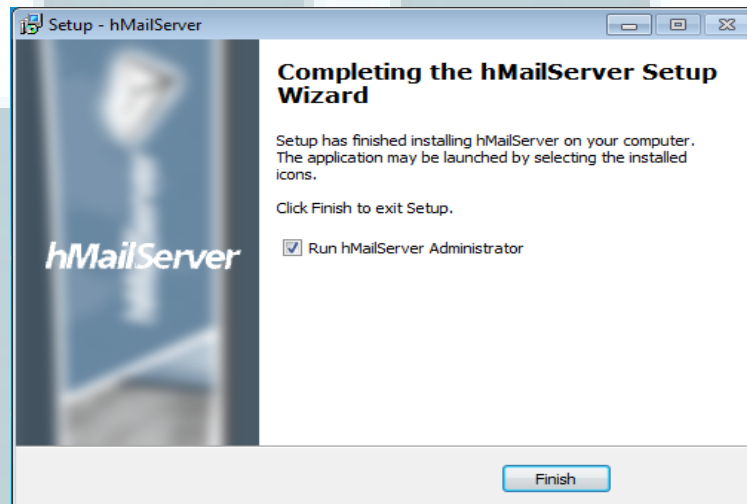 Setup - hMailServer
Completing the hMailServer Setup
Wizard
Setup has finished installing hMailServer on your computer.
The application may be launched by selecting the installed
icons.
Click Finish to exit Setup.
Run hMailServer Administrator
hMailServer
Finish